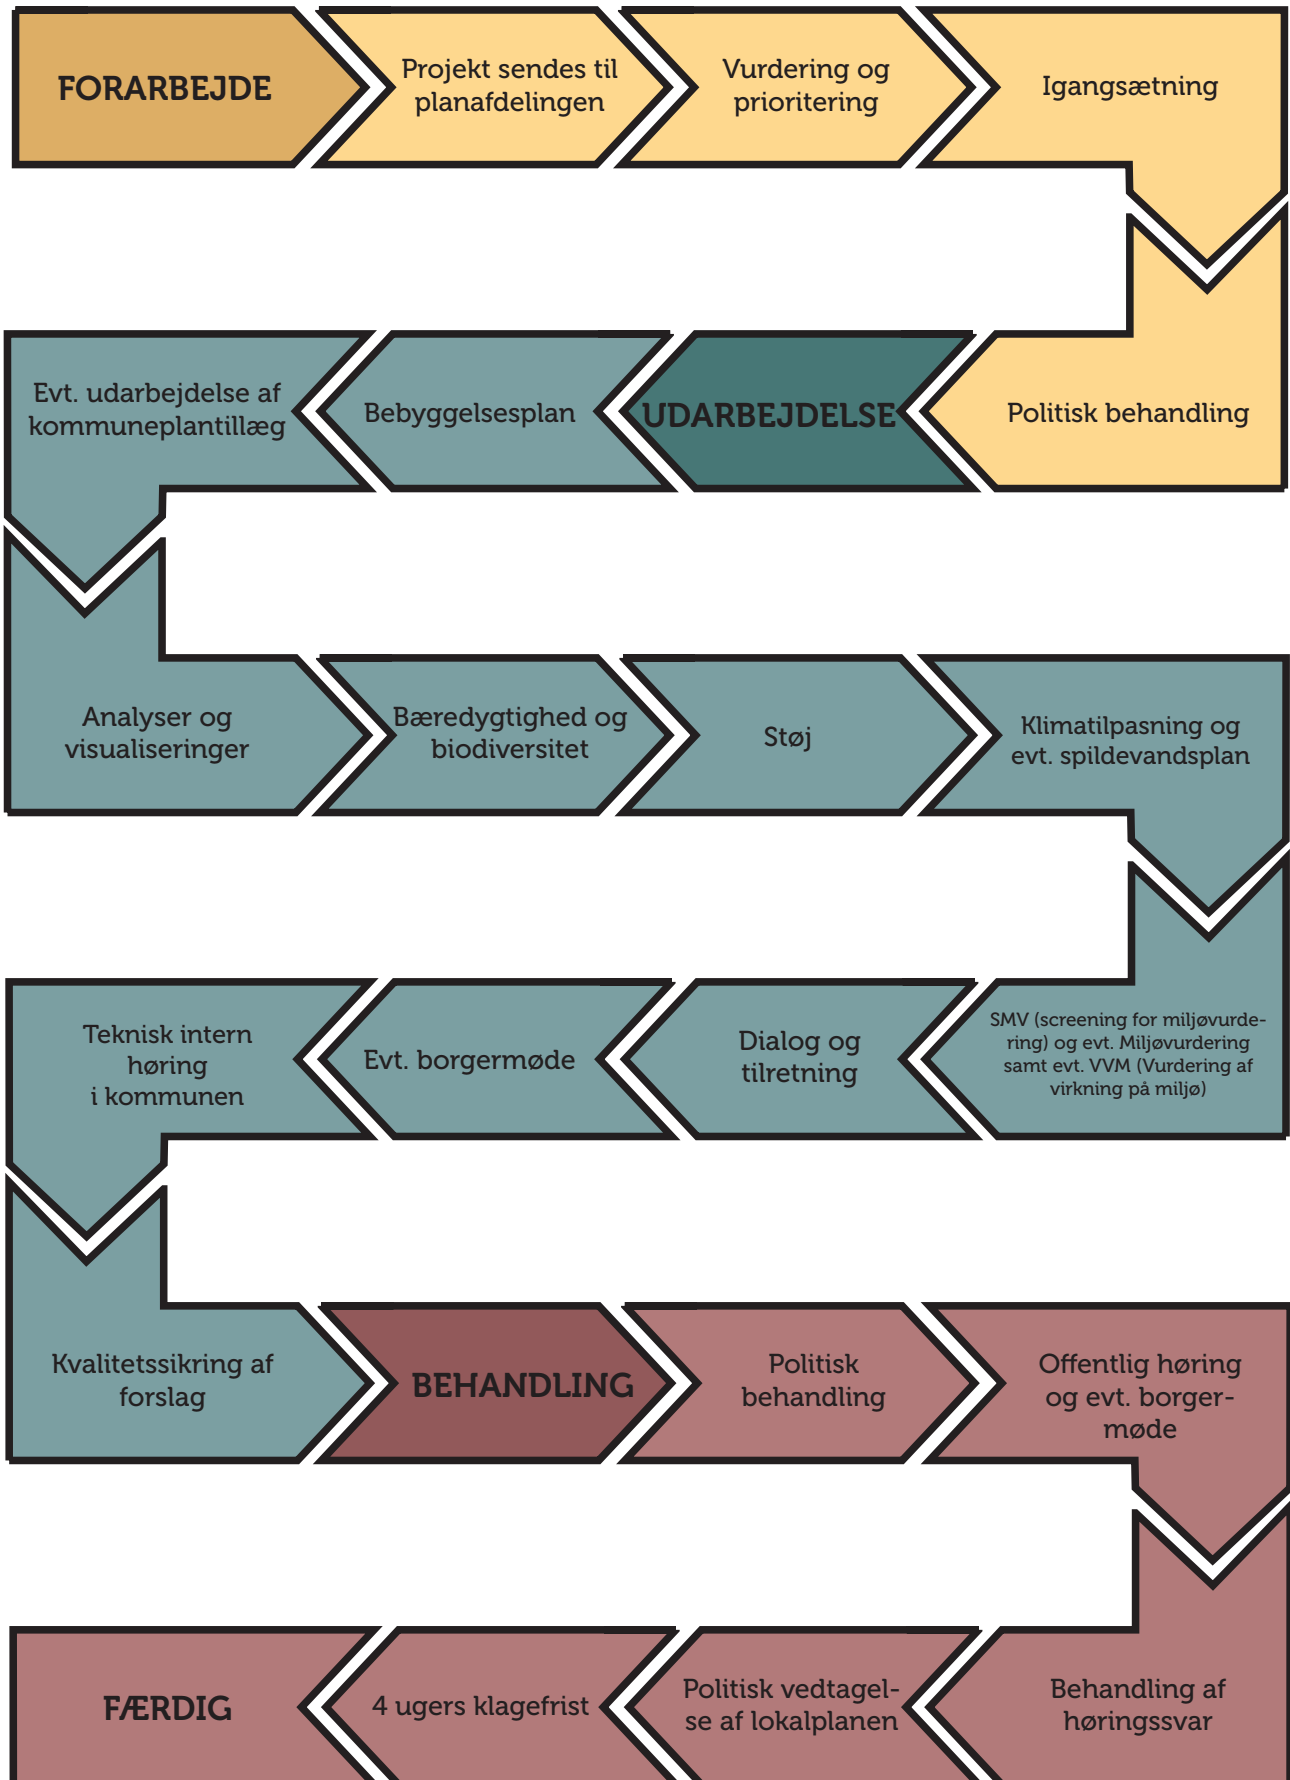 FORARBEJDE
Projekt sendes til
planafdelingen
Vurdering og
prioritering
Igangsætning
Politisk behandling
UDARBEJDELSE
Bebyggelsesplan
Evt. udarbejdelse af
kommuneplantillæg
Analyser og
visualiseringer
Bæredygtighed og
biodiversitet
Støj
Klimatilpasning og
evt. spildevandsplan
SMV (screening for miljøvurde-
ring) og evt. Miljøvurdering
samt evt. VVM (Vurdering af
virkning på miljø)
Dialog og
tilretning
Evt. borgermøde
Teknisk intern
høring
i kommunen
Kvalitetssikring af
forslag
BEHANDLING
Politisk
behandling
Offentlig høring
og evt. borger-
møde
Behandling af
høringssvar
Politisk vedtagel-
se af lokalplanen
4 ugers klagefrist
FÆRDIG